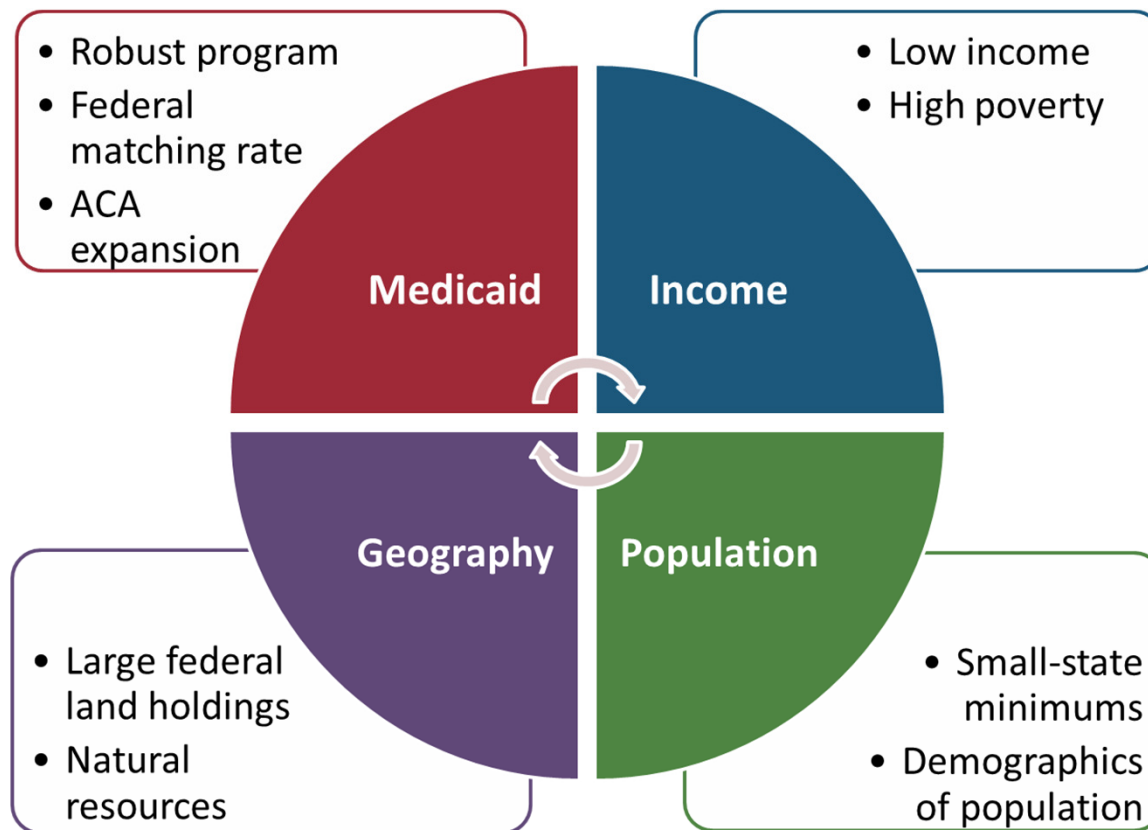 • Robust program
• Federal
matching rate
• ACA
expansion
• Low income
• High poverty
Medicaid
Income
Geography
Population
• Large federal
land holdings
• Natural
resources
• Small-state
minimums
• Demographics
of population